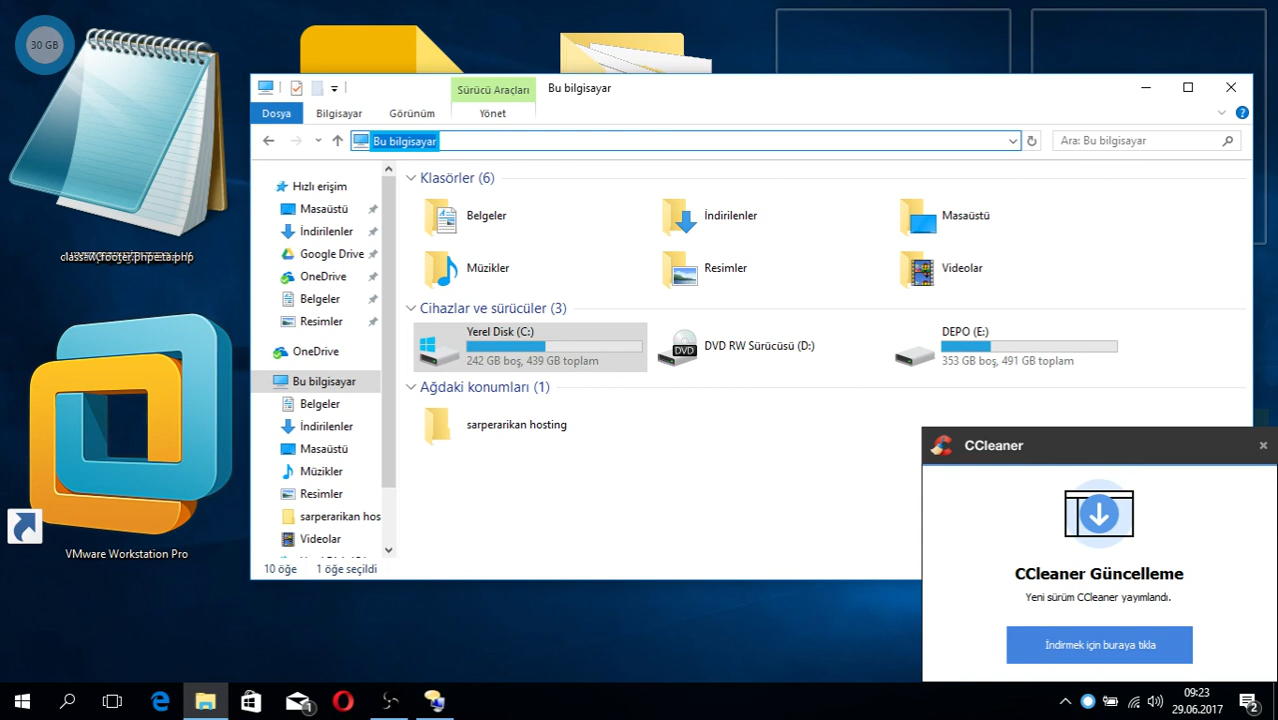 30 GB
Sürücü Araçları
Bu bilgisayar
Dosya
Bilgisayar
Görünüm
Yönet
Bu bilgisayar
Ara: Bu bilgisayar
Hızlı erişim
Masaüstü
İndirilenler
Google Drive
OneDrive
Belgeler
Resimler
OneDrive
Bu bilgisayar
Belgeler
İndirilenler
Masaüstü
Müzikler
Resimler
sarperarikan hos
Videolar
Klasörler (6)
Belgeler
İndirilenler
Masaüstü
Müzikler
Resimler
Videolar
Cihazlar ve sürücüler (3)
Yerel Disk (C:)
242 GB boş, 439 GB toplam
DVD
DVD RW Sürücüsü (D:)
DEPO (E:)
353 GB boş, 491 GB toplam
Ağdaki konumları (1)
sarperarikan hosting
10 öğe
1 öğe seçildi
VMware Workstation Pro
CCleaner
CCleaner Güncelleme
Yeni sürüm CCleaner yayımlandı.
İndirmek için buraya tıkla
1
09:23
29.06.2017
2